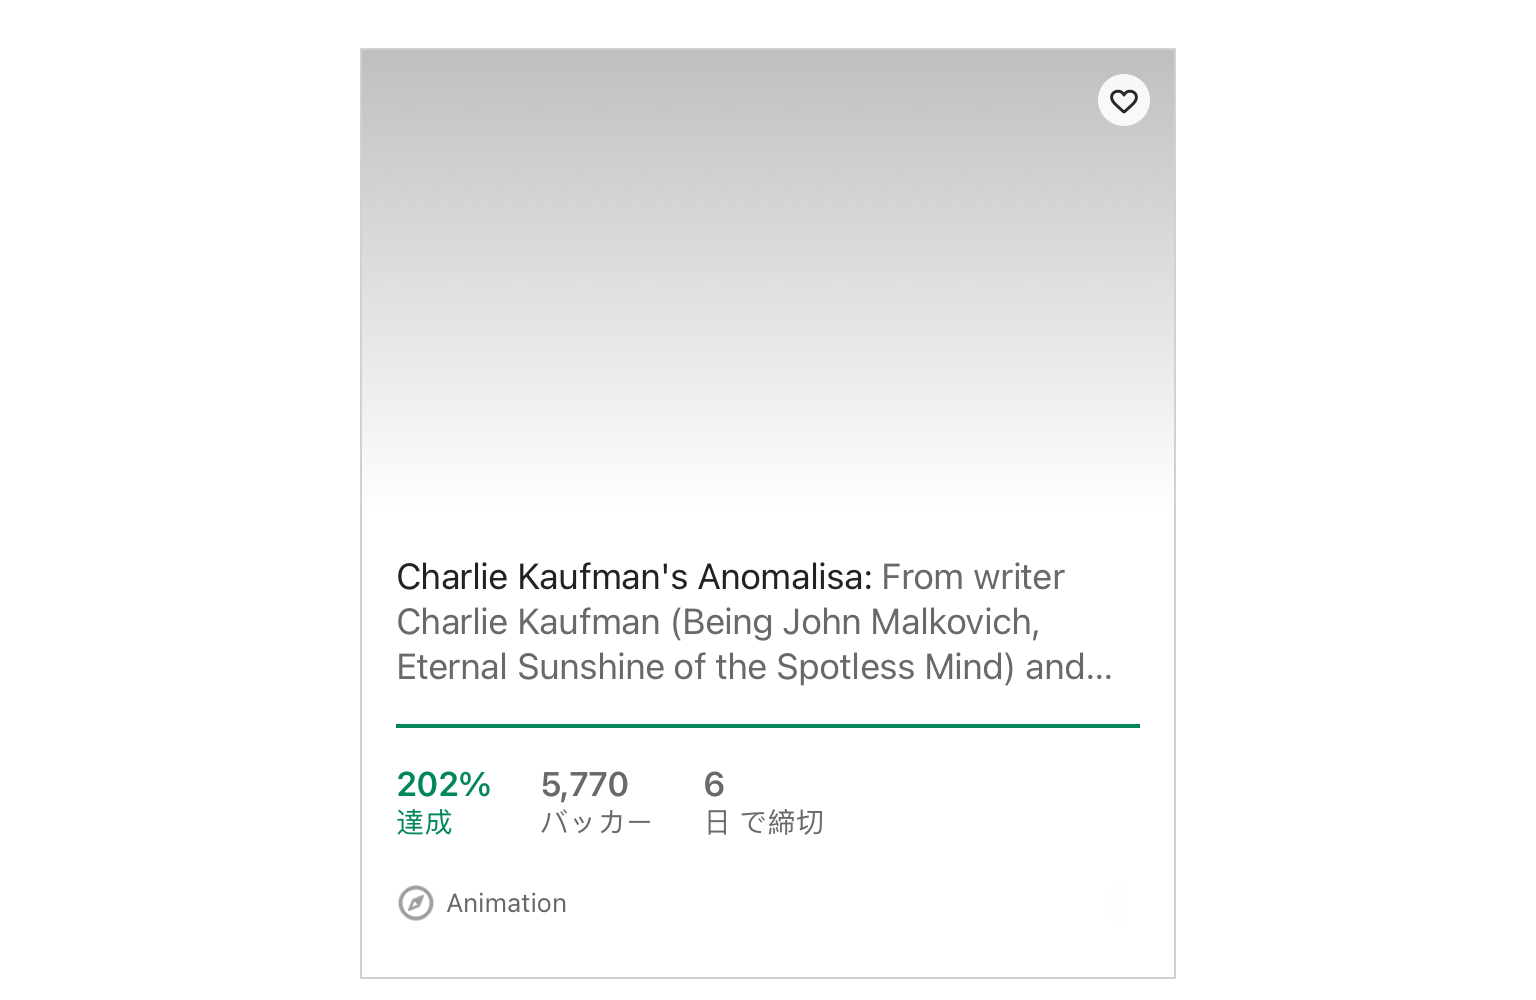 Charlie Kaufman's Anomalisa: From writer
Charlie Kaufman (Being John Malkovich,
Eternal Sunshine of the Spotless Mind) and…
202% 5,770 6
達成 バッカー 日 で締切
Animation